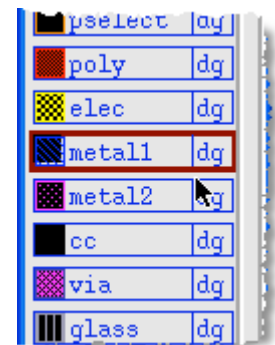 pselect dg
poly dg
elec dg
metal1 dg
metal2 dg
cc dg
via dg
glass dg